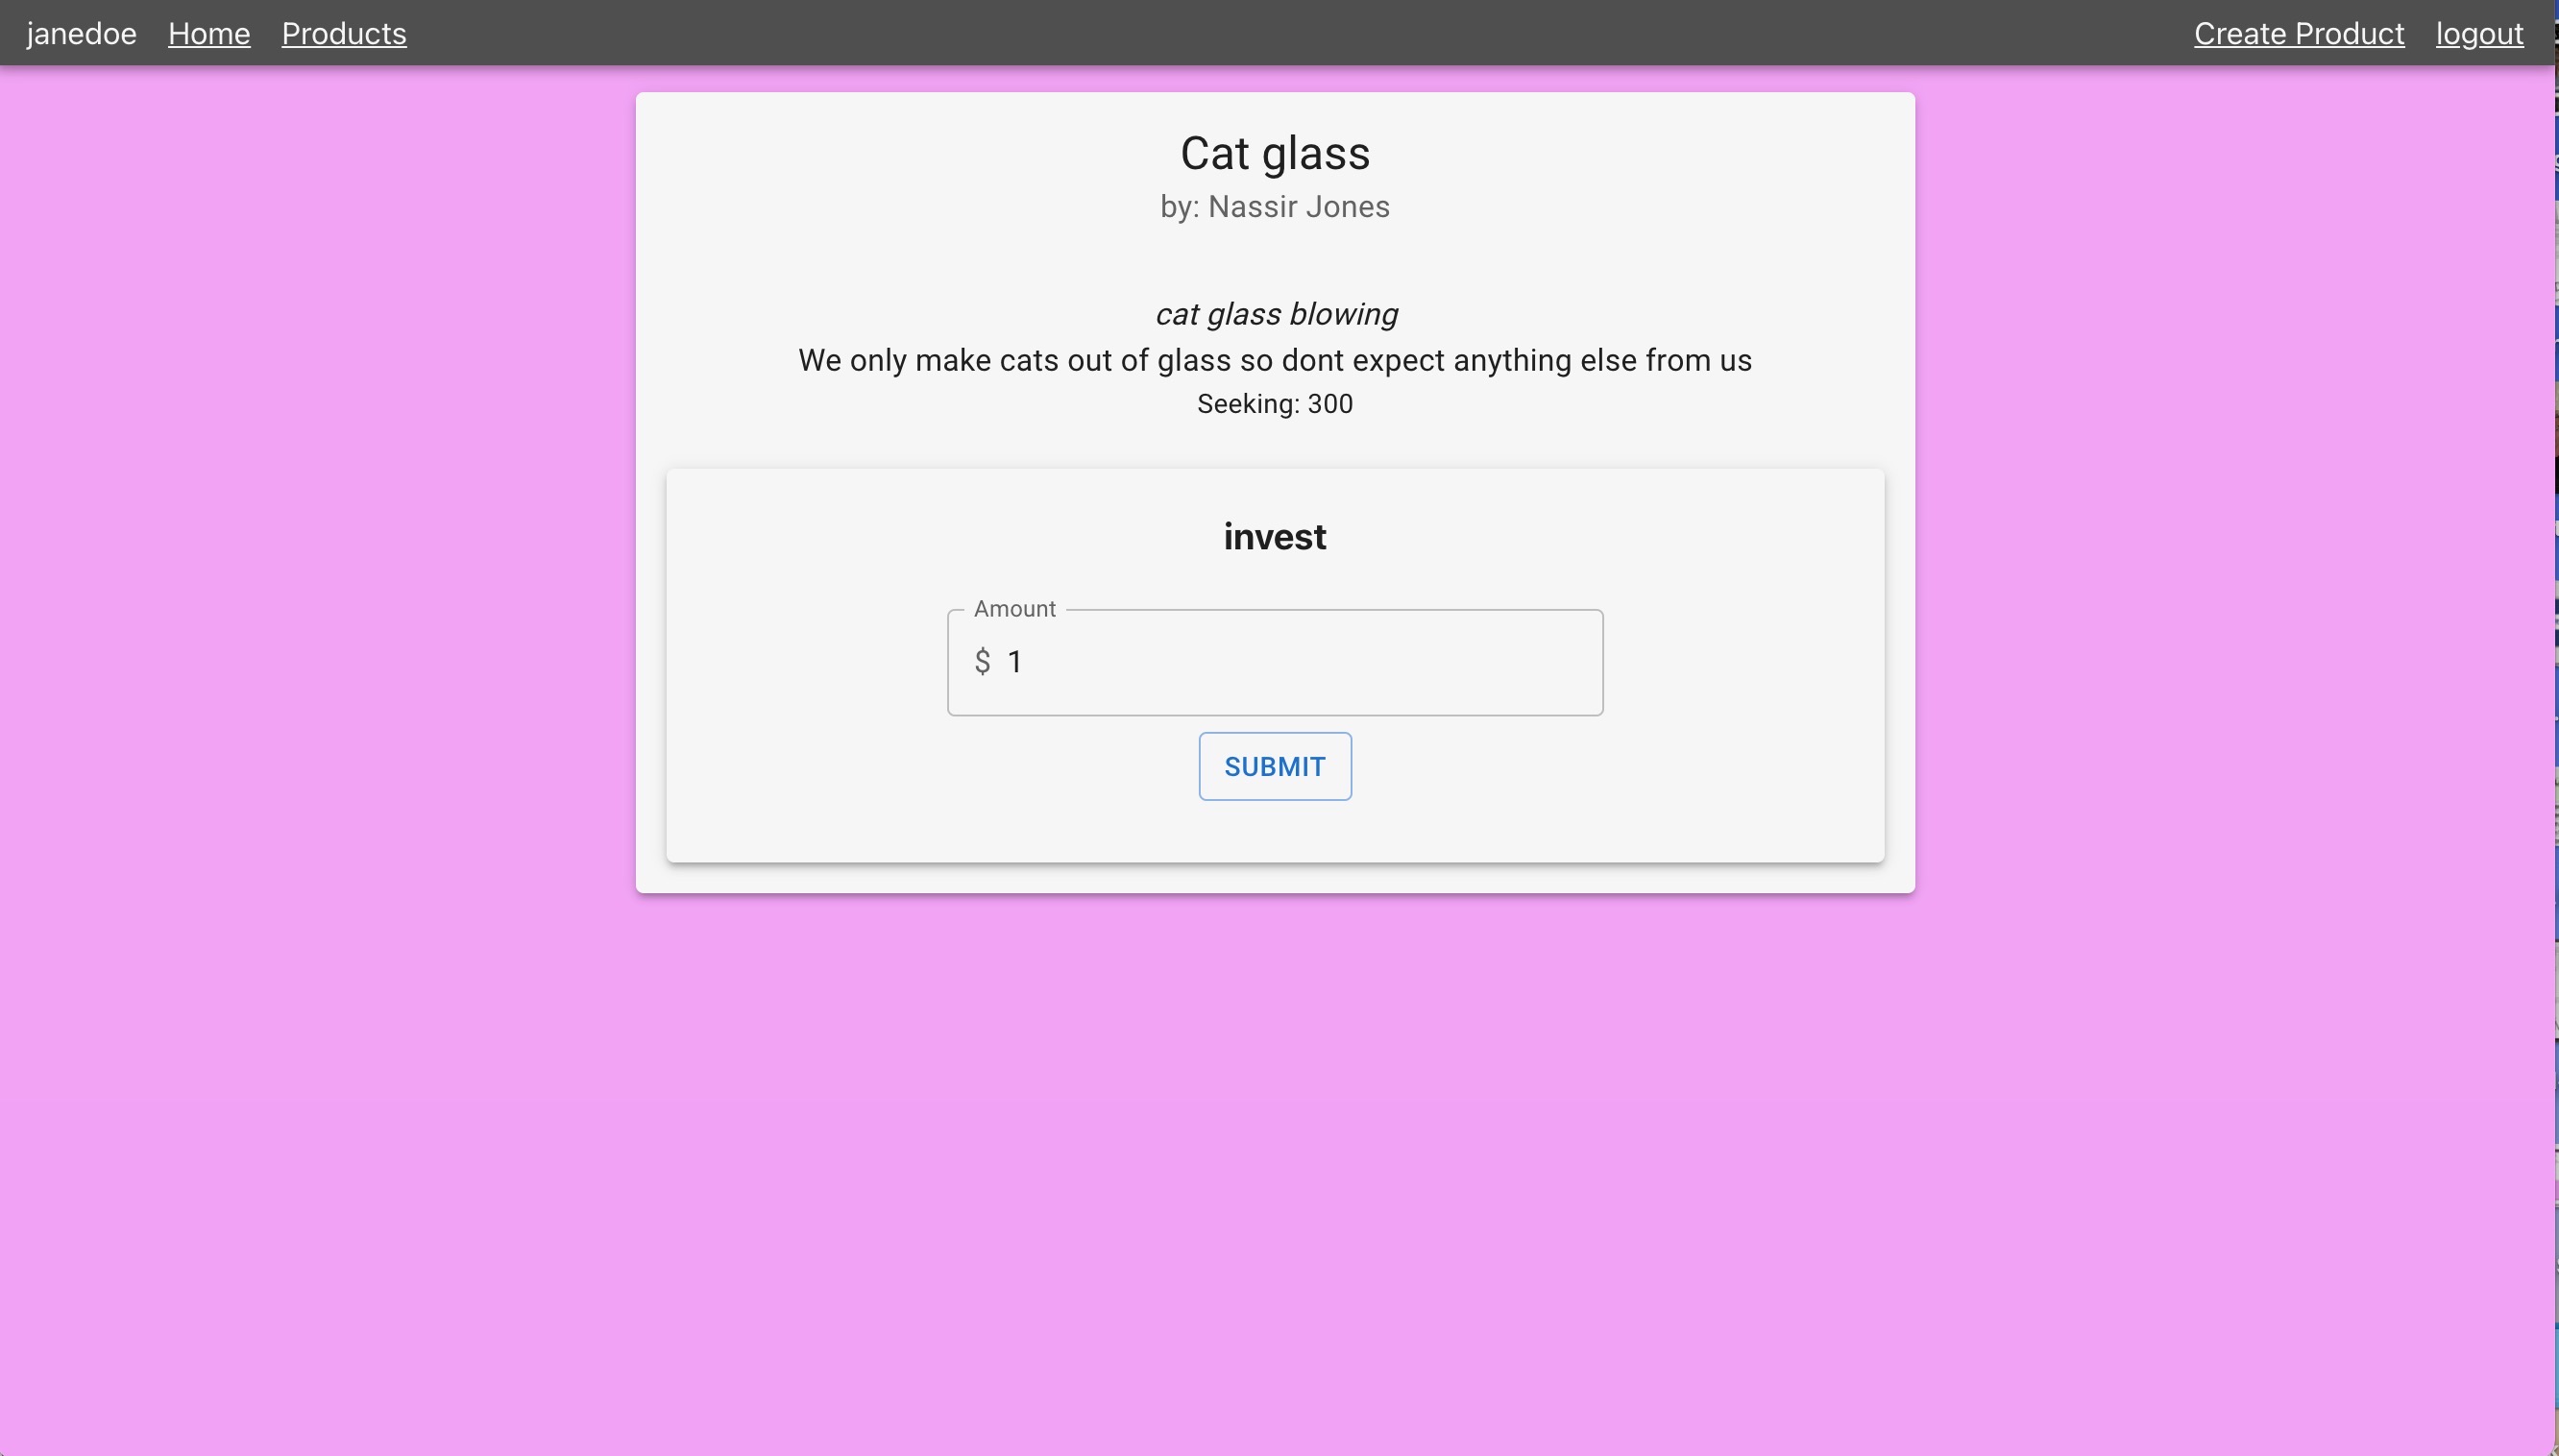 janedoe Home Products Create Product logout
Cat glass
by: Nassir Jones
cat glass blowing
We only make cats out of glass so dont expect anything else from us
Seeking: 300
invest
Amount
$ 1
SUBMIT